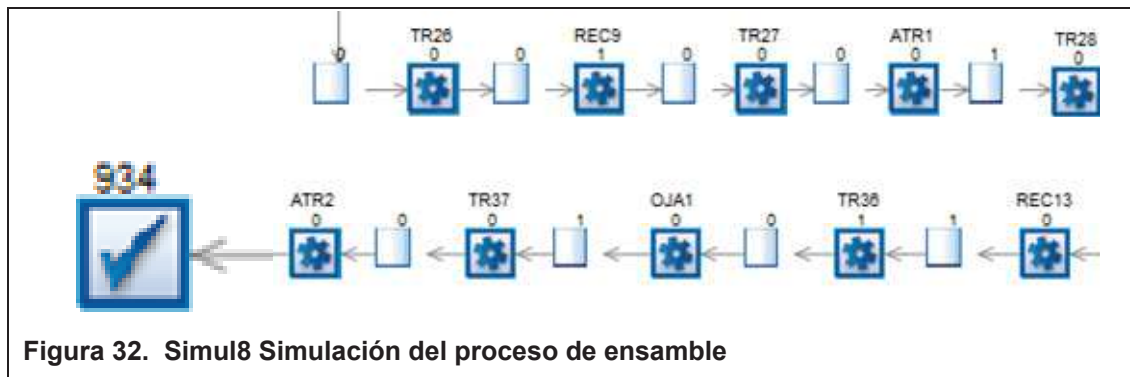 TR26 REC9 TR27 ATR1 TR28
0 0 0 1 0 0 0 0 1 0
934
ATR2 TR37 OJA1 TR36 REC13
0 0 0 1 0 0 1 1 0
Figura 32. Simul8 Simulación del proceso de ensamble